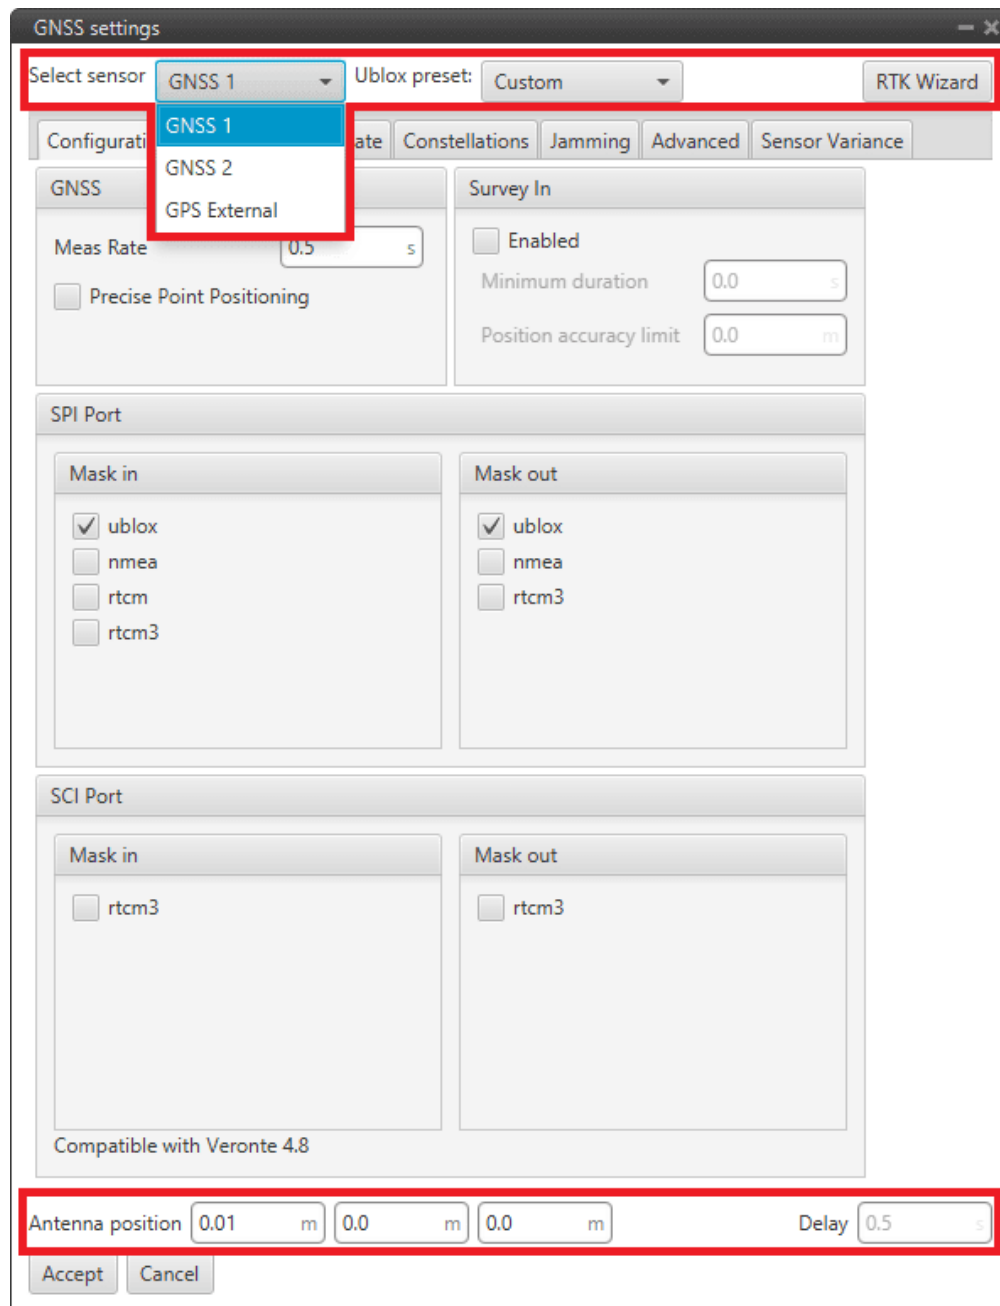 GNSS settings
Select sensor GNSS 1 Ublox preset: Custom RTK Wizard
GNSS 1
GNSS 2
GPS External
Configurati ate Constellations Jamming Advanced Sensor Variance
GNSS
Meas Rate 0.5 s
Precise Point Positioning
Survey In
Enabled
Minimum duration 0.0 s
Position accuracy limit 0.0 m
SPI Port
Mask in
ublox
nmea
rtcm
rtcm3
Mask out
ublox
nmea
rtcm3
SCI Port
Mask in
rtcm3
Mask out
rtcm3
Compatible with Veronte 4.8
Antenna position 0.01 m 0.0 m 0.0 m Delay 0.5 s
Accept Cancel